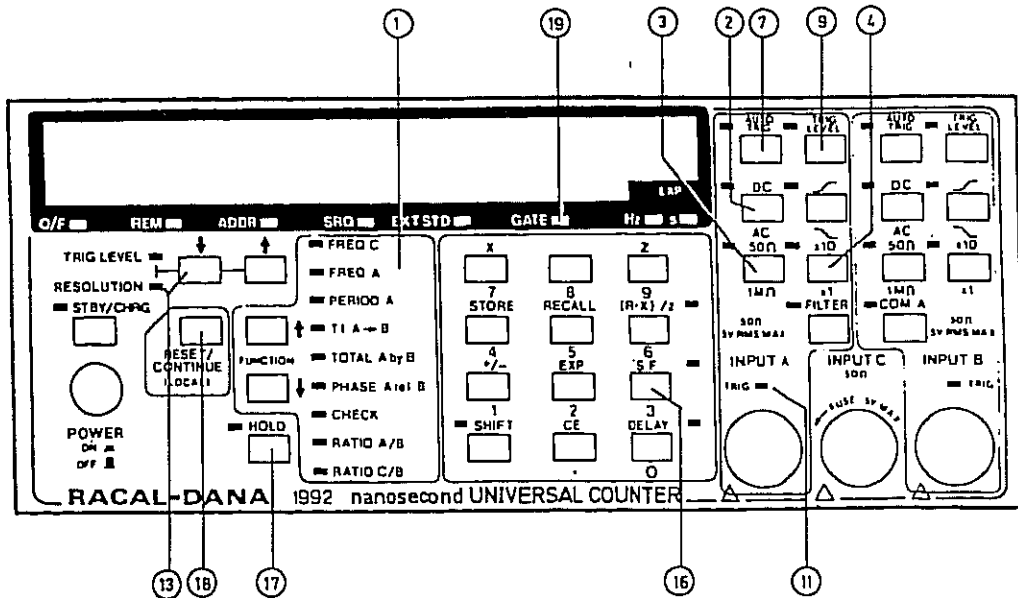 1 19 3 2 7 9 4
AUTO TRIG TRIG LEVEL AUTO TRIG TRIG LEVEL
EXP
O/F REM ADDR SRQ EXT STD GATE Hz s
DC DC
AC AC
50Ω x10 50Ω x10
1MΩ x1 1MΩ x1
FILTER COM A
50Ω 5V RMS MAX
50Ω 5V RMS MAX
INPUT A INPUT C 50Ω INPUT B
TRIG FUSE 5V MAX TRIG
TRIG LEVEL
RESOLUTION
STBY/CHRG
RESET/
CONTINUE
(LOCAL)
FUNCTION
POWER
ON
OFF
HOLD
FREQ C
FREQ A
PERIOD A
T I A → B
TOTAL A by B
PHASE A rel B
CHECK
RATIO A/B
RATIO C/B
X Z
7 8 9
STORE RECALL (R-X)/Z
4 5 6
+/- EXP S F
1 2 3
SHIFT CE DELAY
. 0
RACAL-DANA 1992 nanosecond UNIVERSAL COUNTER
13 18 17 16 11